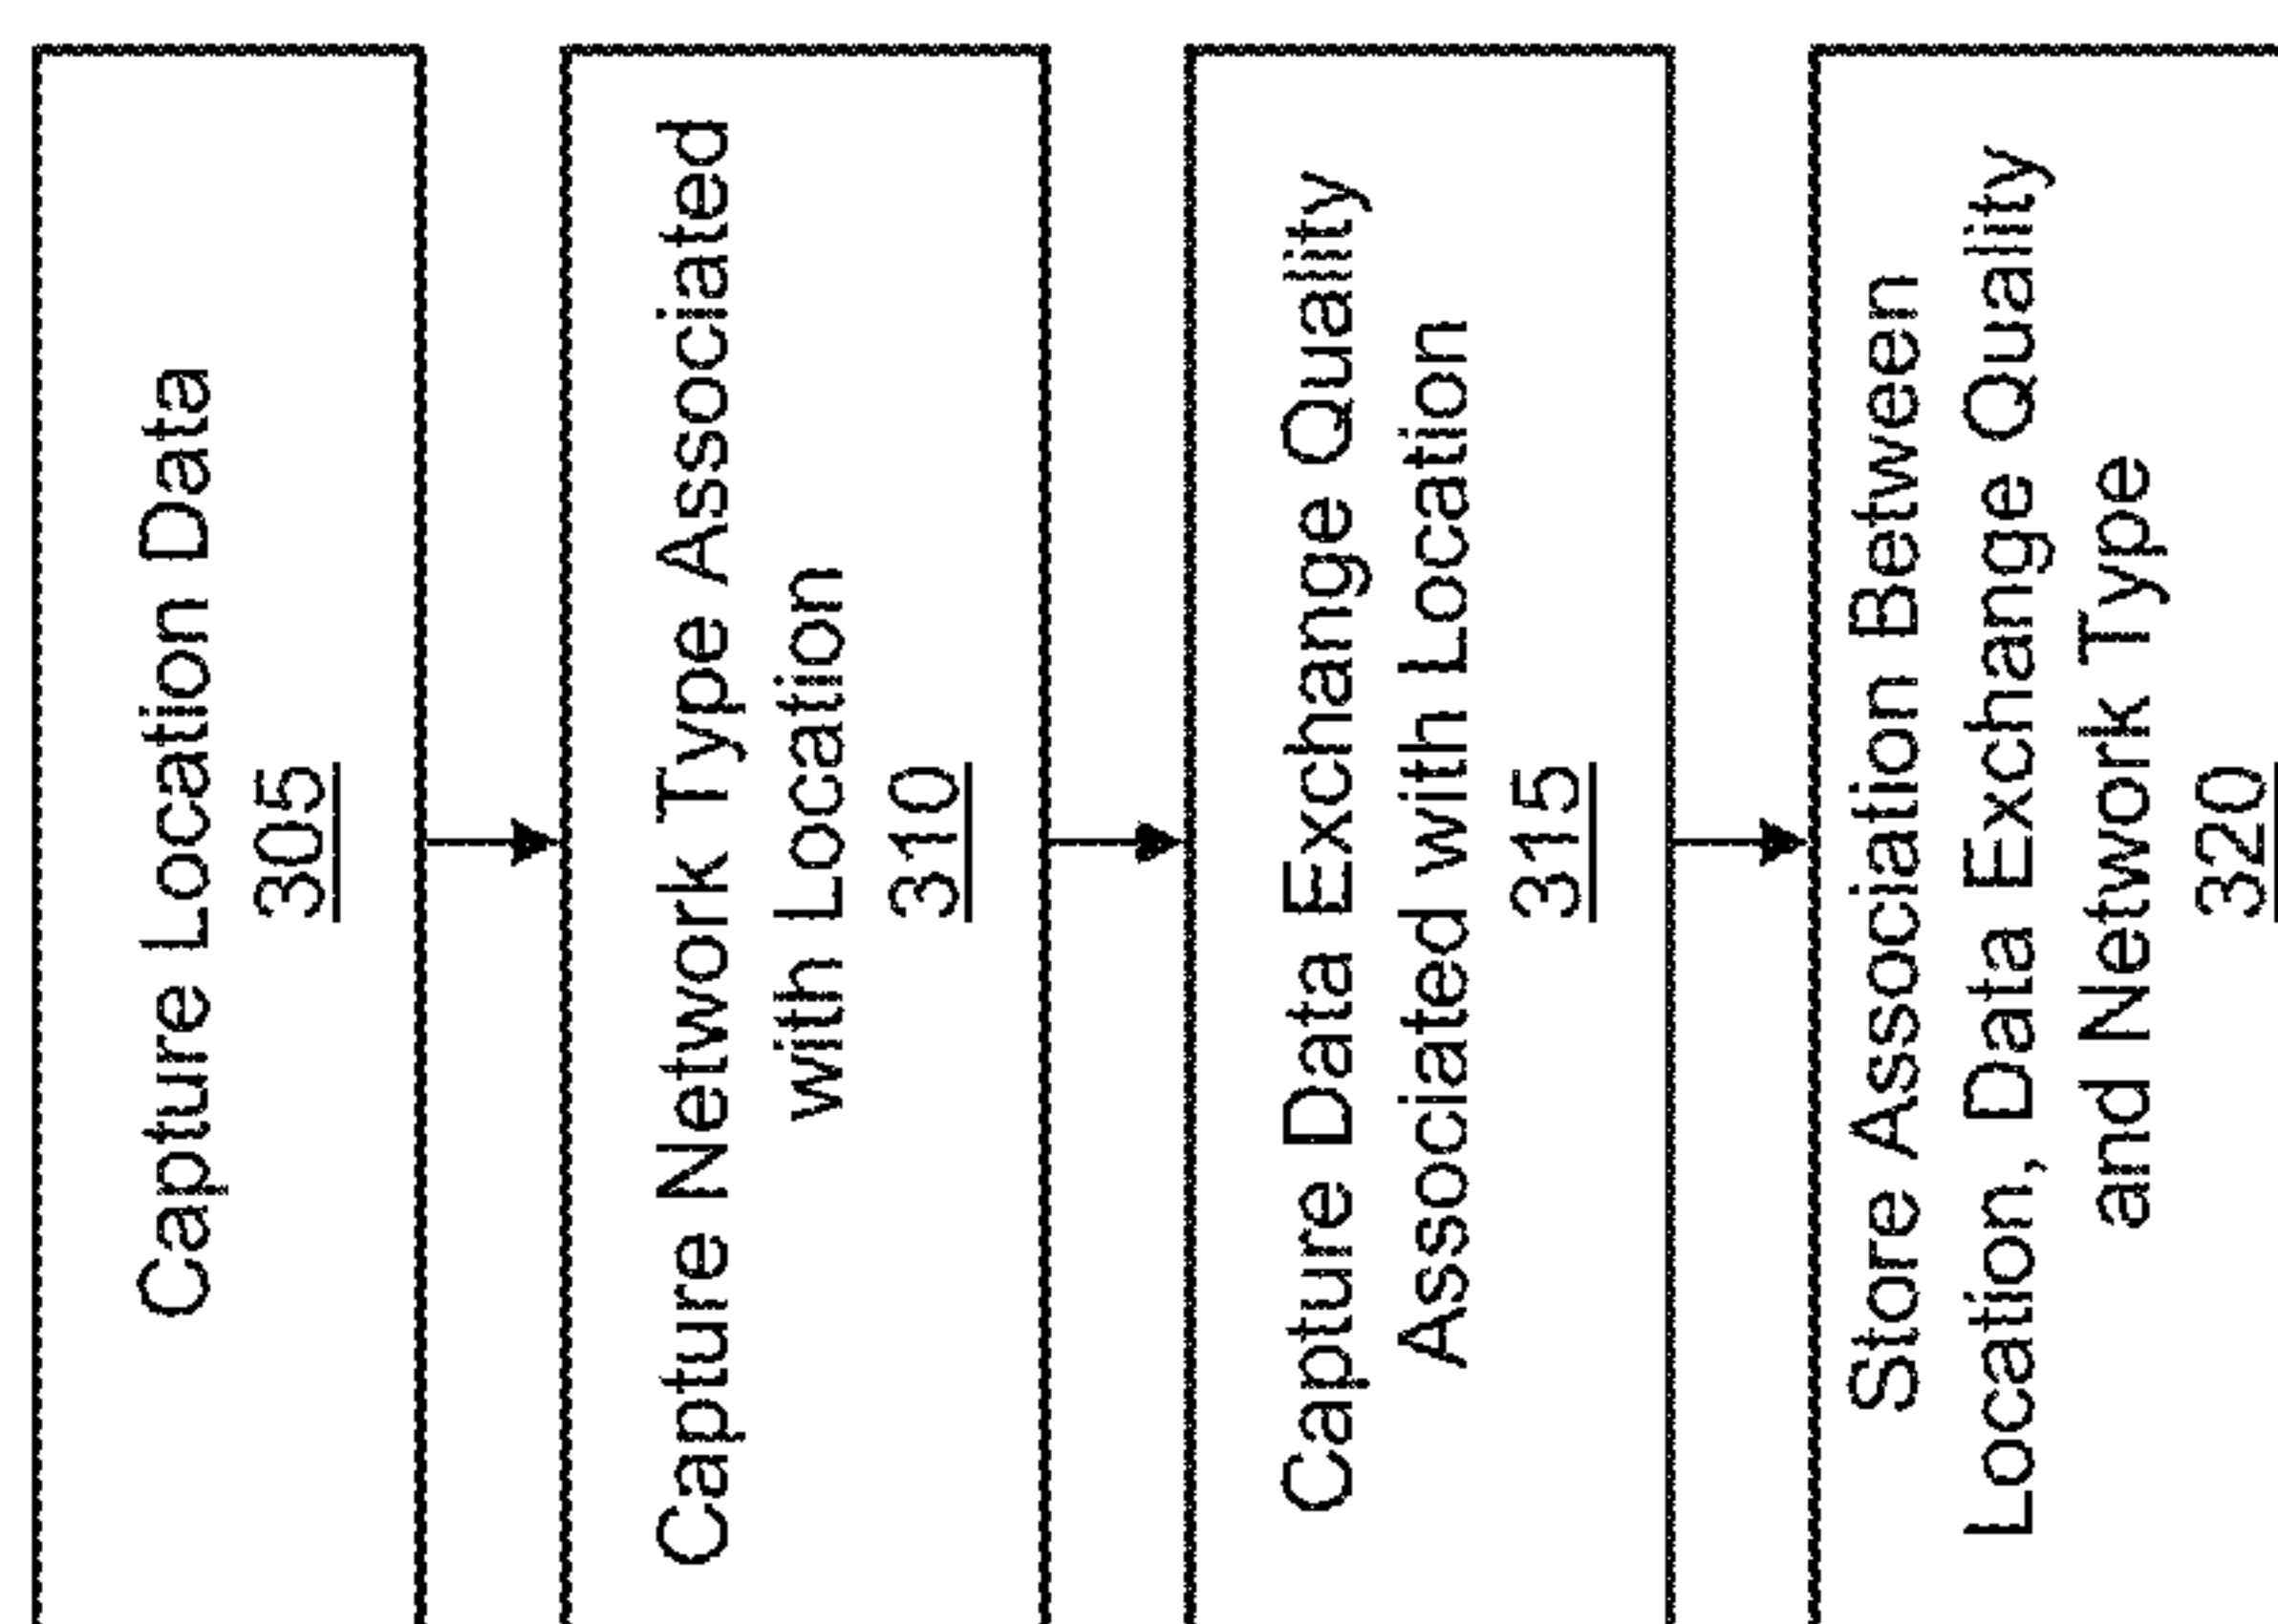 Capture Location Data
305
Capture Network Type Associated
with Location
310
Capture Data Exchange Quality
Associated with Location
315
Store Association Between
Location, Data Exchange Quality
and Network Type
320